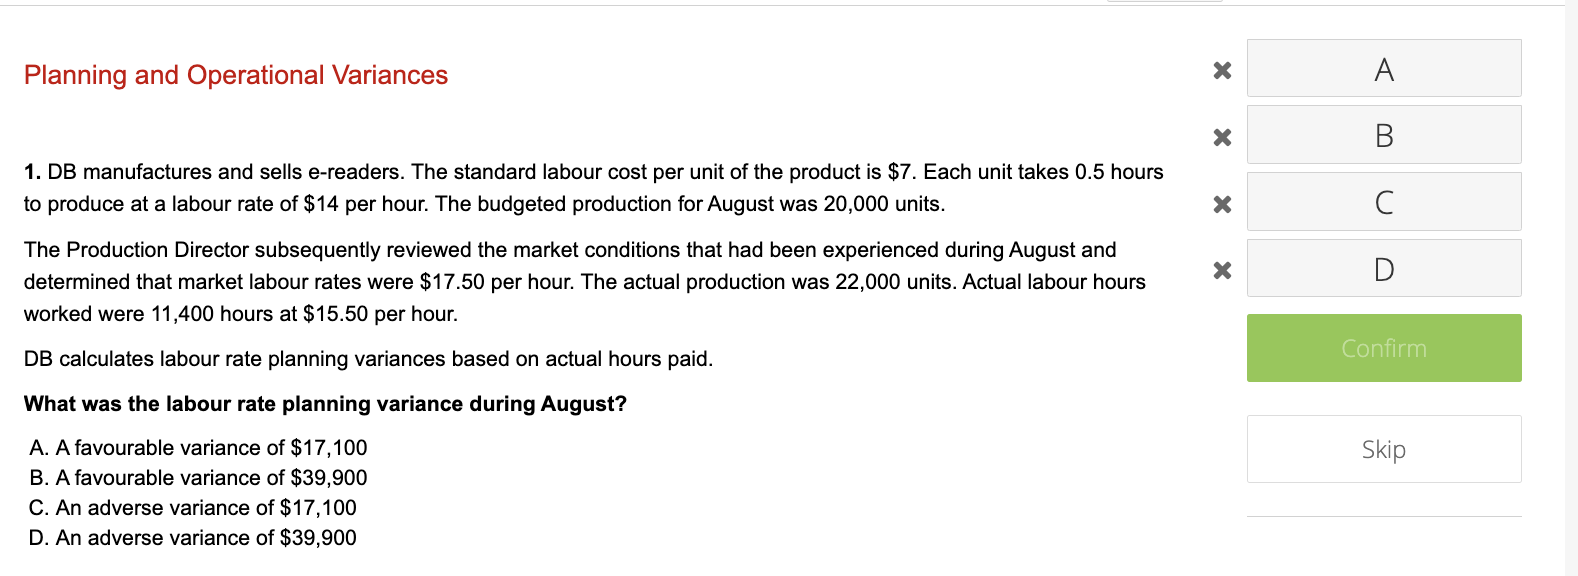 Planning and Operational Variances
1. DB manufactures and sells e-readers. The standard labour cost per unit of the product is $7. Each unit takes 0.5 hours
to produce at a labour rate of $14 per hour. The budgeted production for August was 20,000 units.
The Production Director subsequently reviewed the market conditions that had been experienced during August and
determined that market labour rates were $17.50 per hour. The actual production was 22,000 units. Actual labour hours
worked were 11,400 hours at $15.50 per hour.
DB calculates labour rate planning variances based on actual hours paid.
What was the labour rate planning variance during August?
A. A favourable variance of $17,100
B. A favourable variance of $39,900
C. An adverse variance of $17,100
D. An adverse variance of $39,900
A
B
C
D
Confirm
Skip